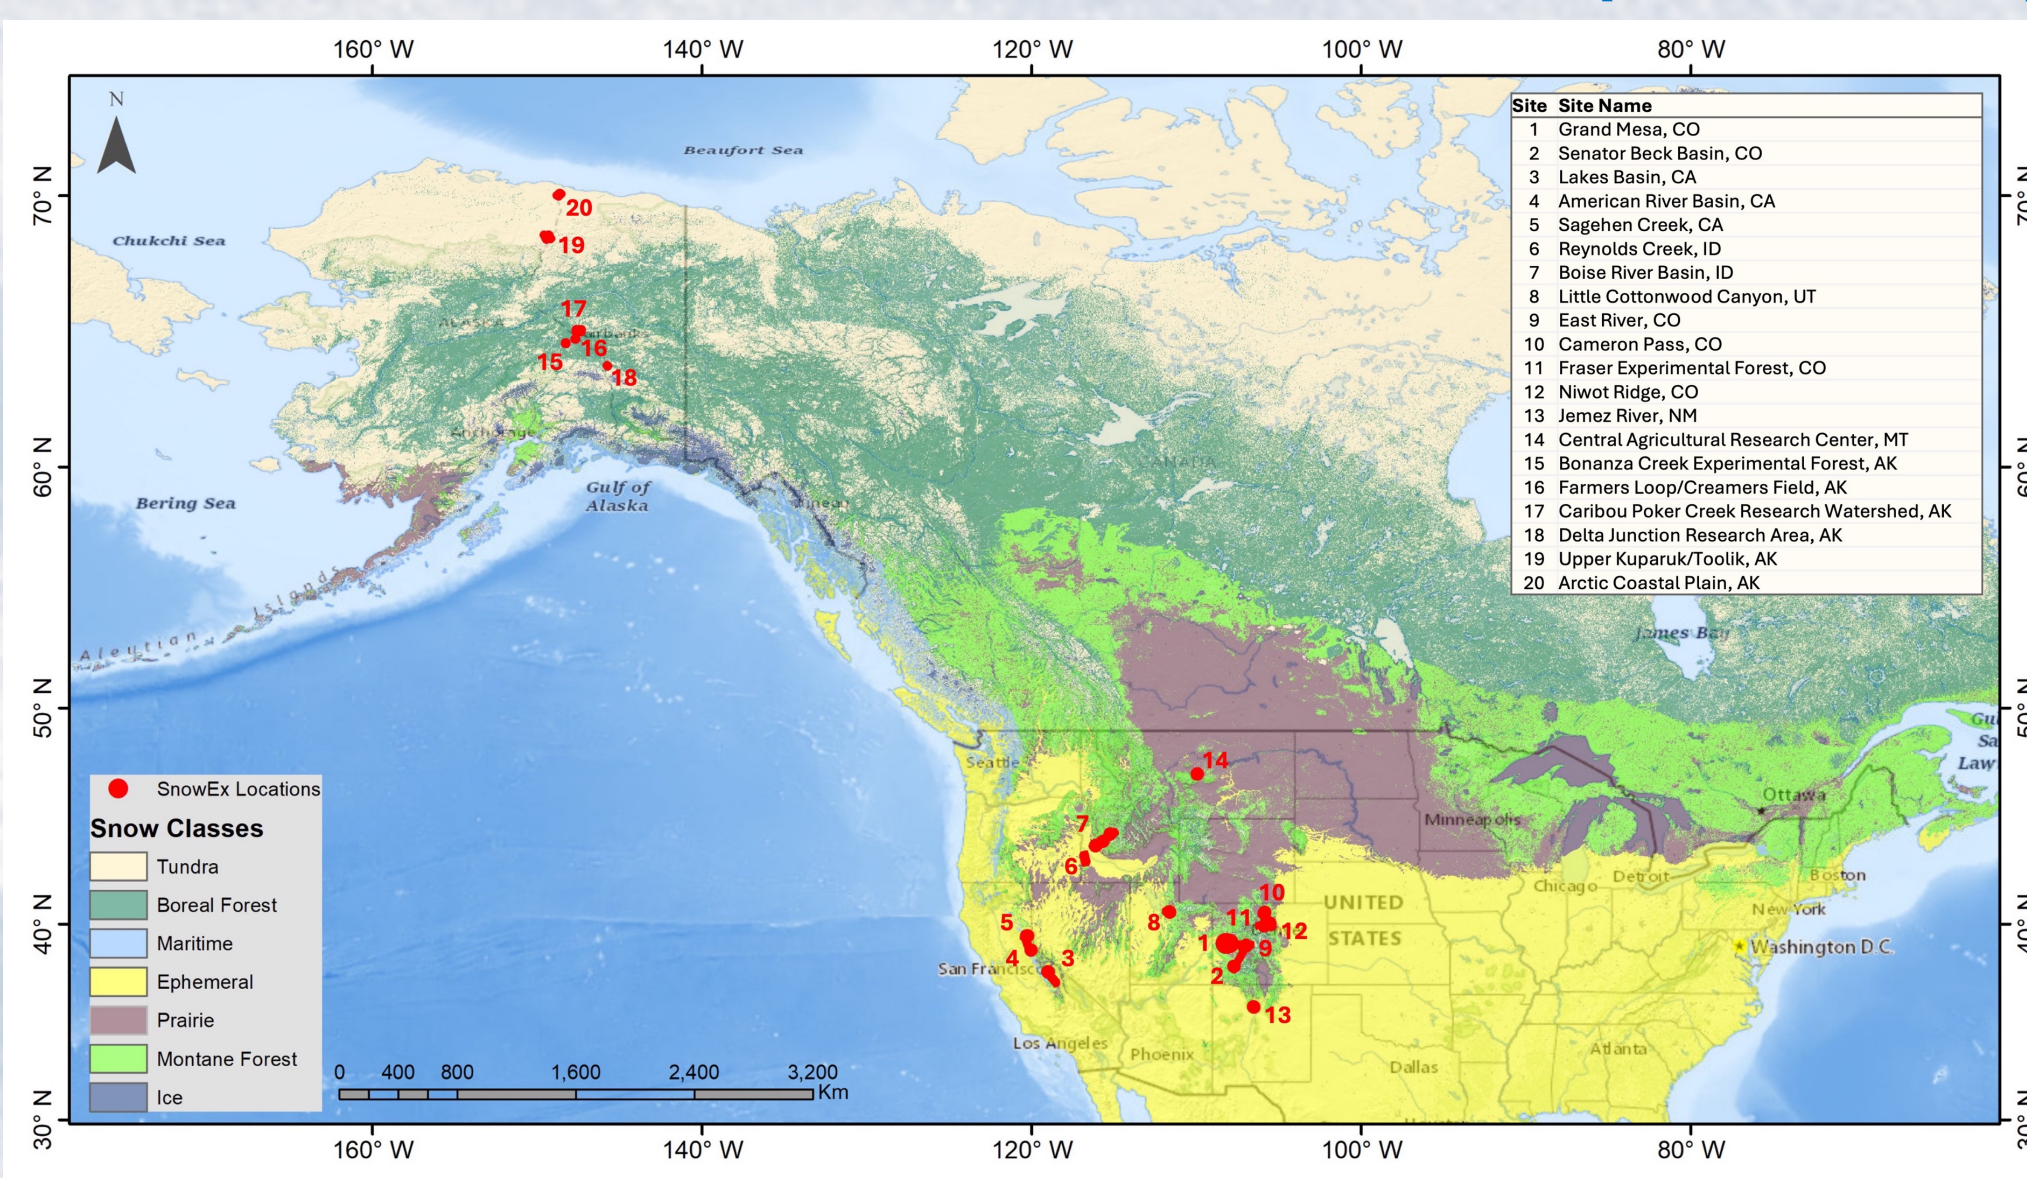 160° W 140° W 120° W 100° W 80° W
N
Beaufort Sea
Chukchi Sea
ALASKA
Anchorage
Bering Sea
Gulf of
Alaska
Juneau
CANADA
Aleutian Islands
James Bay
Seattle
Minneapolis
Ottawa
Chicago
Detroit
Boston
New York
Washington D.C.
UNITED
STATES
San Francisco
Los Angeles
Phoenix
Dallas
Atlanta
70° N
60° N
50° N
40° N
30° N
70° N
60° N
50° N
40° N
30° N
20
19
17
16
15
18
14
7
6
10
5
8
11
12
1
9
4
3
2
13
Site Site Name
1 Grand Mesa, CO
2 Senator Beck Basin, CO
3 Lakes Basin, CA
4 American River Basin, CA
5 Sagehen Creek, CA
6 Reynolds Creek, ID
7 Boise River Basin, ID
8 Little Cottonwood Canyon, UT
9 East River, CO
10 Cameron Pass, CO
11 Fraser Experimental Forest, CO
12 Niwot Ridge, CO
13 Jemez River, NM
14 Central Agricultural Research Center, MT
15 Bonanza Creek Experimental Forest, AK
16 Farmers Loop/Creamers Field, AK
17 Caribou Poker Creek Research Watershed, AK
18 Delta Junction Research Area, AK
19 Upper Kuparuk/Toolik, AK
20 Arctic Coastal Plain, AK
SnowEx Locations
Snow Classes
Tundra
Boreal Forest
Maritime
Ephemeral
Prairie
Montane Forest
Ice
0 400 800 1,600 2,400 3,200
Km
160° W 140° W 120° W 100° W 80° W